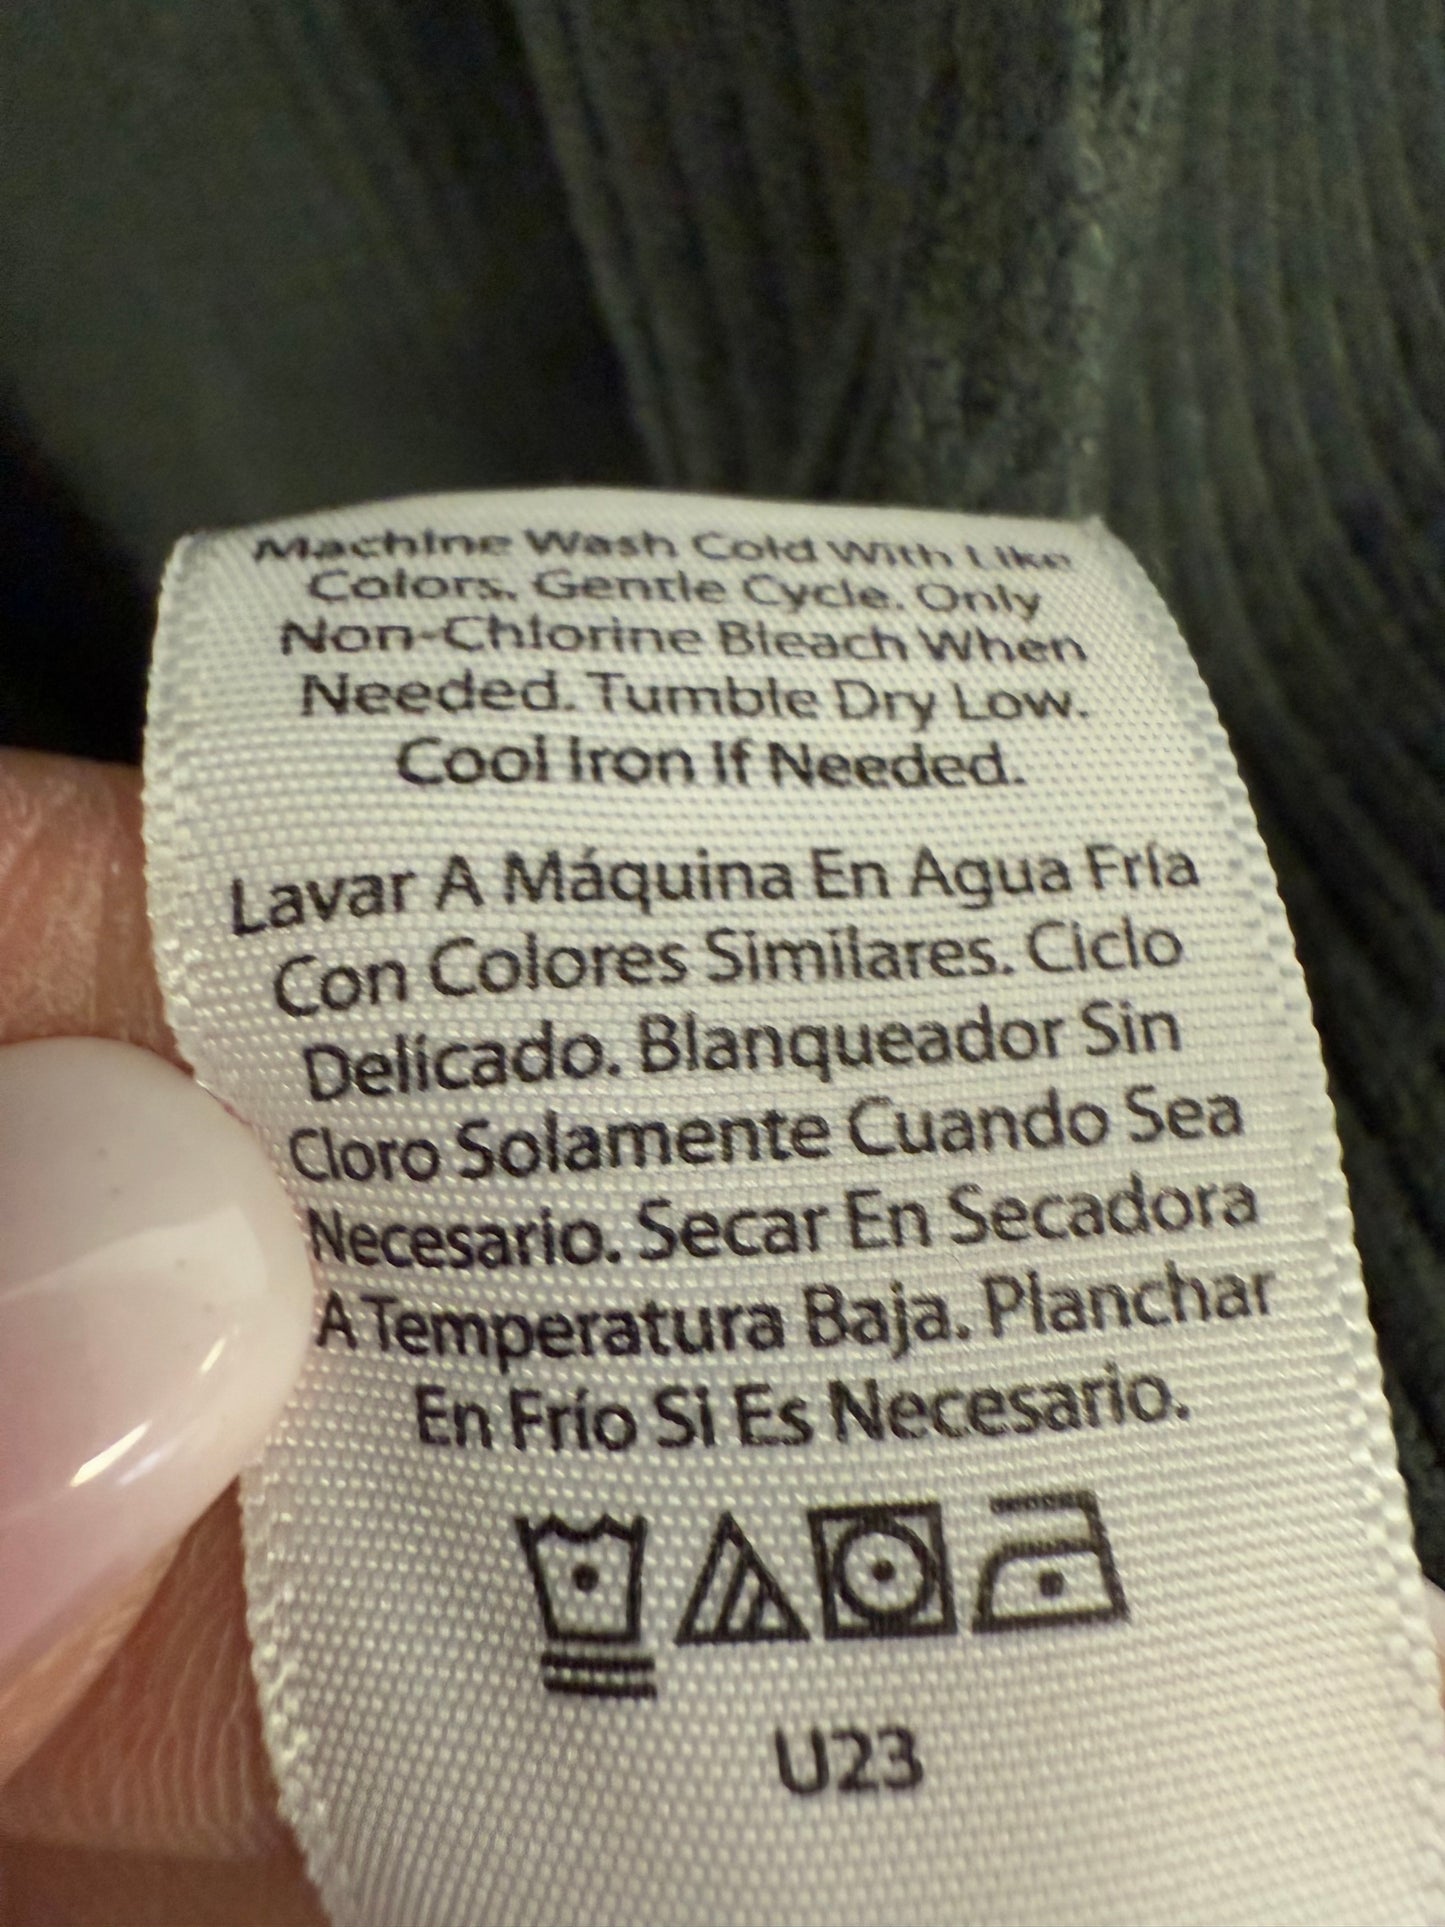 Machine Wash Cold With Like
Colors. Gentle Cycle. Only
Non-Chlorine Bleach When
Needed. Tumble Dry Low.
Cool Iron If Needed.
Lavar A Máquina En Agua Fría
Con Colores Similares. Ciclo
Delicado. Blanqueador Sin
Cloro Solamente Cuando Sea
Necesario. Secar En Secadora
A Temperatura Baja. Planchar
En Frío Si Es Necesario.
U23